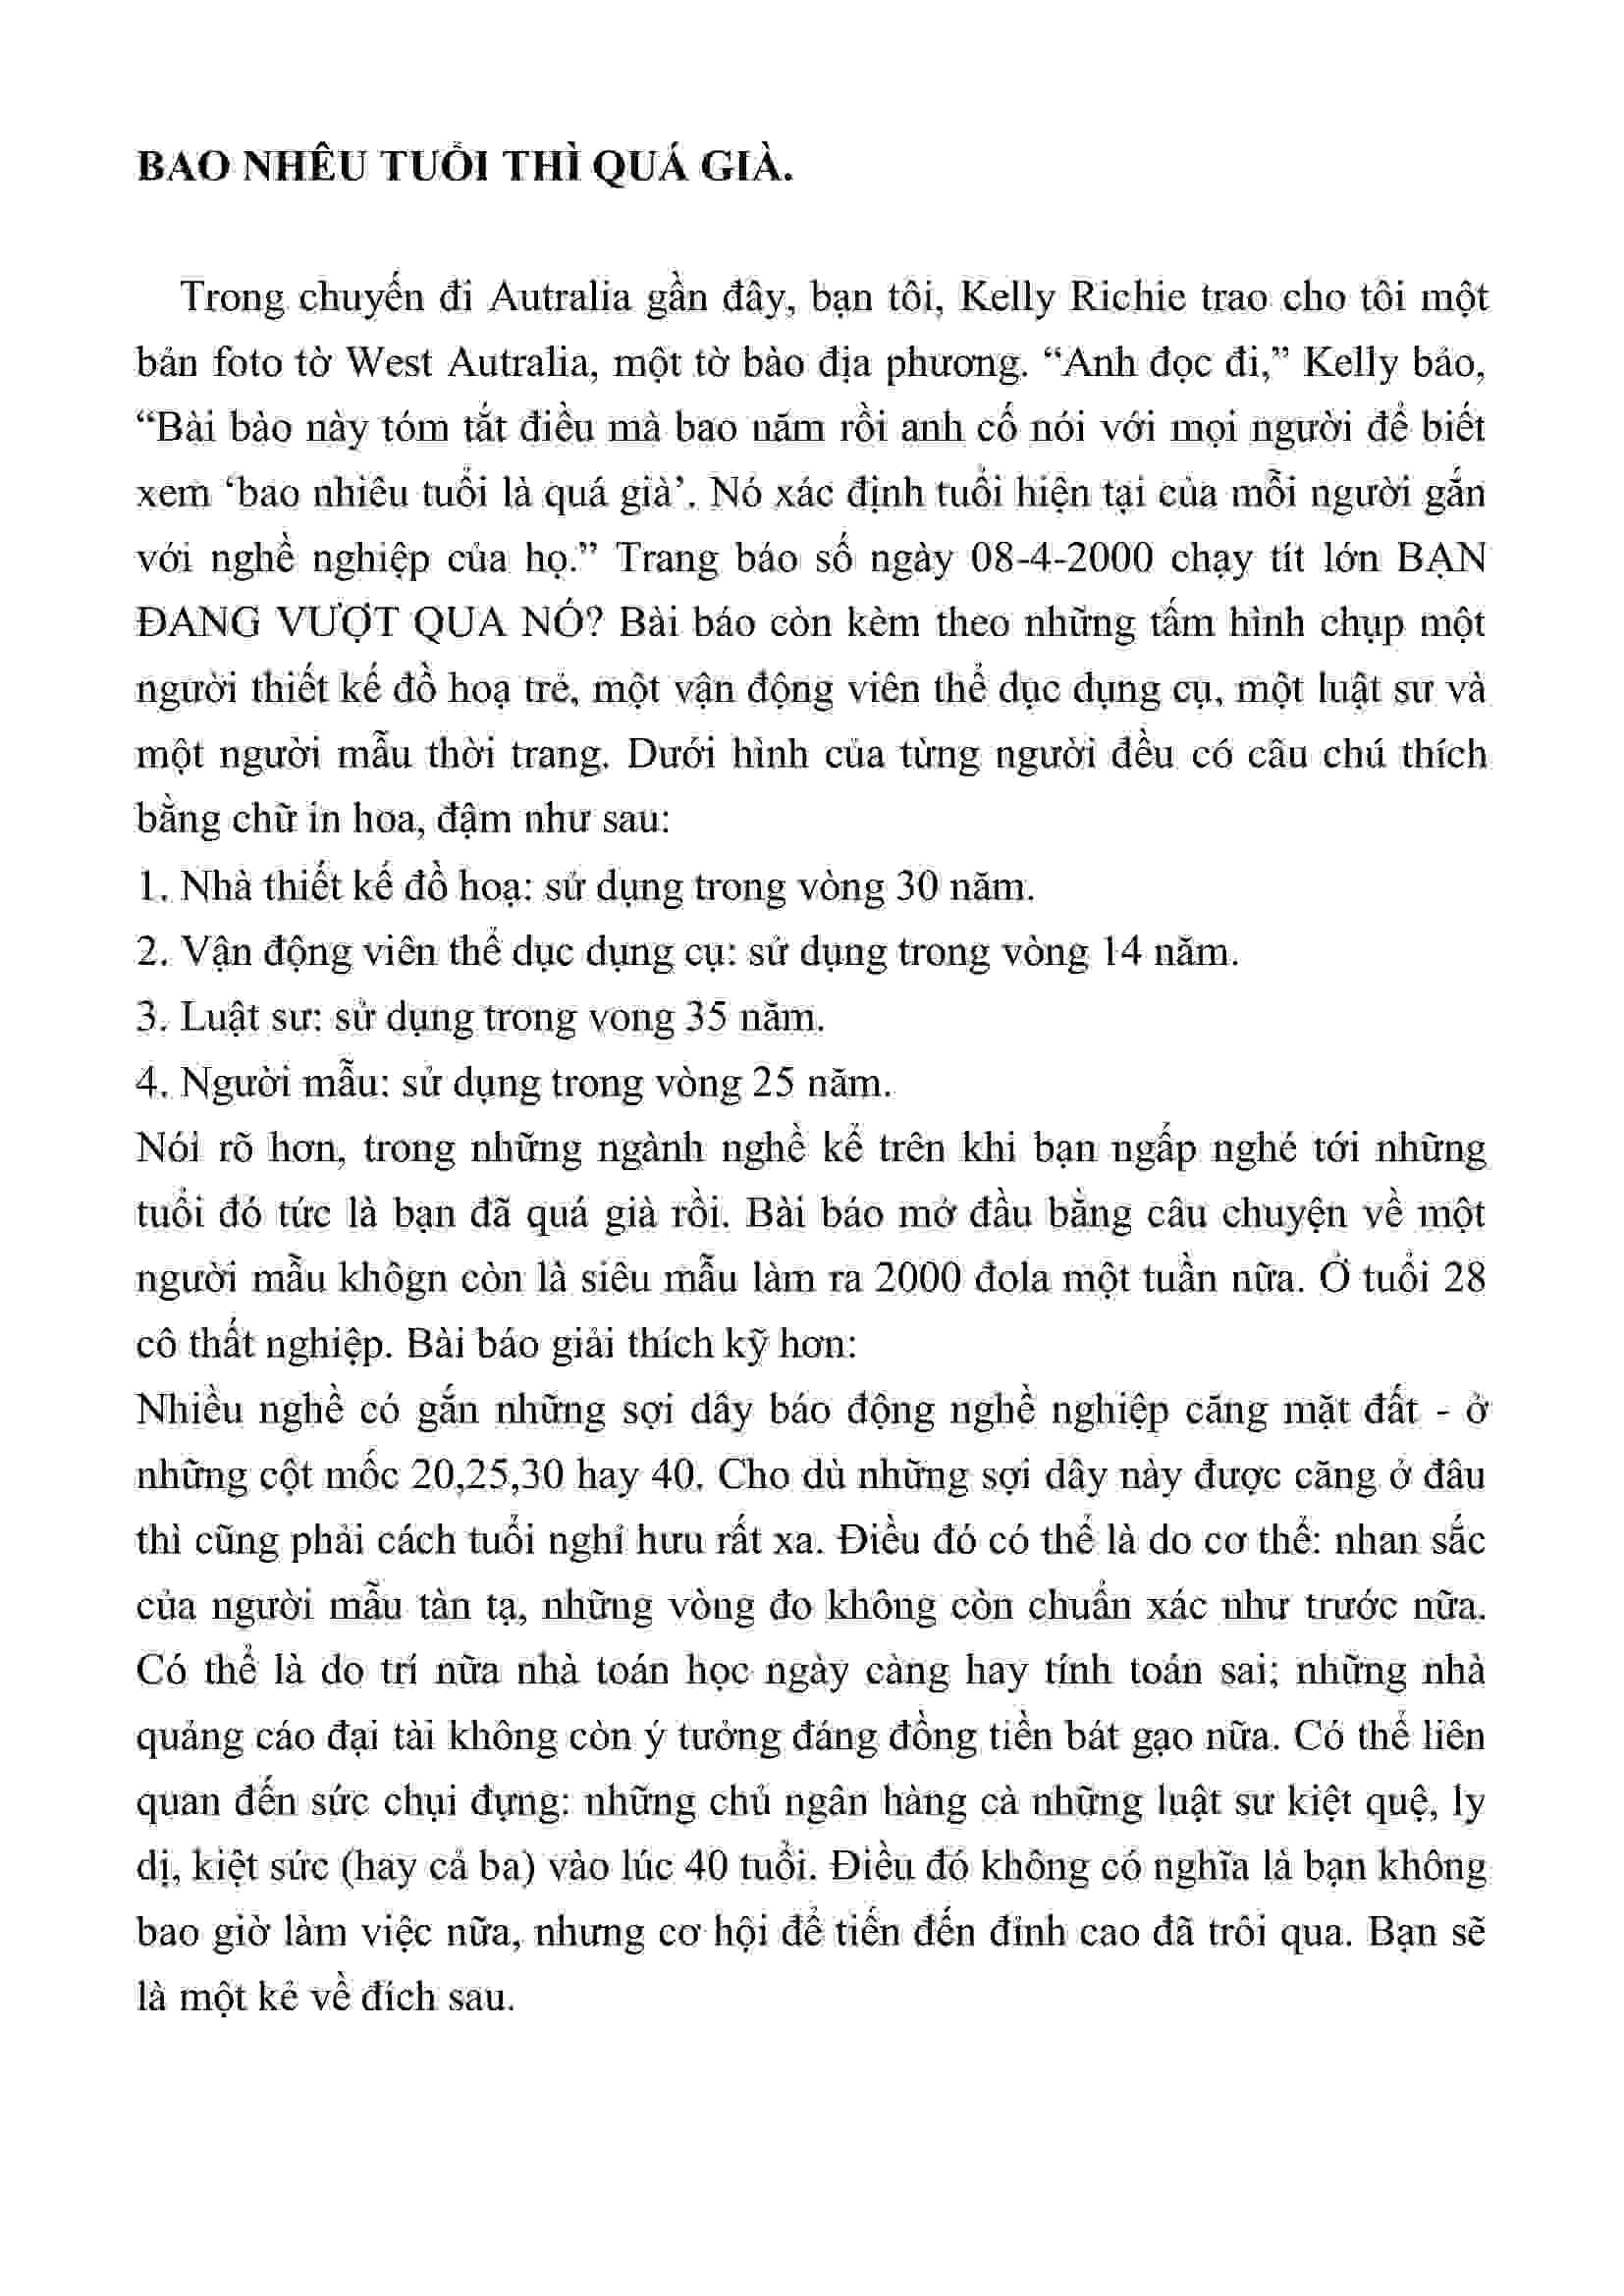 BAO NHÊU TUỔI THÌ QUÁ GIÀ.
Trong chuyến đi Autralia gần đây, bạn tôi, Kelly Richie trao cho tôi một
bản foto tờ West Autralia, một tờ bào địa phương. “Anh đọc đi,” Kelly bảo,
“Bài bào này tóm tắt điều mà bao năm rồi anh cố nói với mọi người để biết
xem ‘bao nhiêu tuổi là quá già’. Nó xác định tuổi hiện tại của mỗi người gắn
với nghề nghiệp của họ.” Trang báo số ngày 08-4-2000 chạy tít lớn BẠN
ĐANG VƯỢT QUA NÓ? Bài báo còn kèm theo những tấm hình chụp một
người thiết kế đồ hoạ trẻ, một vận động viên thể dục dụng cụ, một luật sư và
một người mẫu thời trang. Dưới hình của từng người đều có câu chú thích
bằng chữ in hoa, đậm như sau:
1. Nhà thiết kế đồ hoạ: sử dụng trong vòng 30 năm.
2. Vận động viên thể dục dụng cụ: sử dụng trong vòng 14 năm.
3. Luật sư: sử dụng trong vong 35 năm.
4. Người mẫu: sử dụng trong vòng 25 năm.
Nói rõ hơn, trong những ngành nghề kể trên khi bạn ngấp nghé tới những
tuổi đó tức là bạn đã quá già rồi. Bài báo mở đầu bằng câu chuyện về một
người mẫu khôgn còn là siêu mẫu làm ra 2000 đola một tuần nữa. Ở tuổi 28
cô thất nghiệp. Bài báo giải thích kỹ hơn:
Nhiều nghề có gắn những sợi dây báo động nghề nghiệp căng mặt đất - ở
những cột mốc 20,25,30 hay 40. Cho dù những sợi dây này được căng ở đâu
thì cũng phải cách tuổi nghỉ hưu rất xa. Điều đó có thể là do cơ thể: nhan sắc
của người mẫu tàn tạ, những vòng đo không còn chuẩn xác như trước nữa.
Có thể là do trí nữa nhà toán học ngày càng hay tính toán sai; những nhà
quảng cáo đại tài không còn ý tưởng đáng đồng tiền bát gạo nữa. Có thể liên
quan đến sức chụi đựng: những chủ ngân hàng cà những luật sư kiệt quệ, ly
dị, kiệt sức (hay cả ba) vào lúc 40 tuổi. Điều đó không có nghĩa là bạn không
bao giờ làm việc nữa, nhưng cơ hội để tiến đến đỉnh cao đã trôi qua. Bạn sẽ
là một kẻ về đích sau.